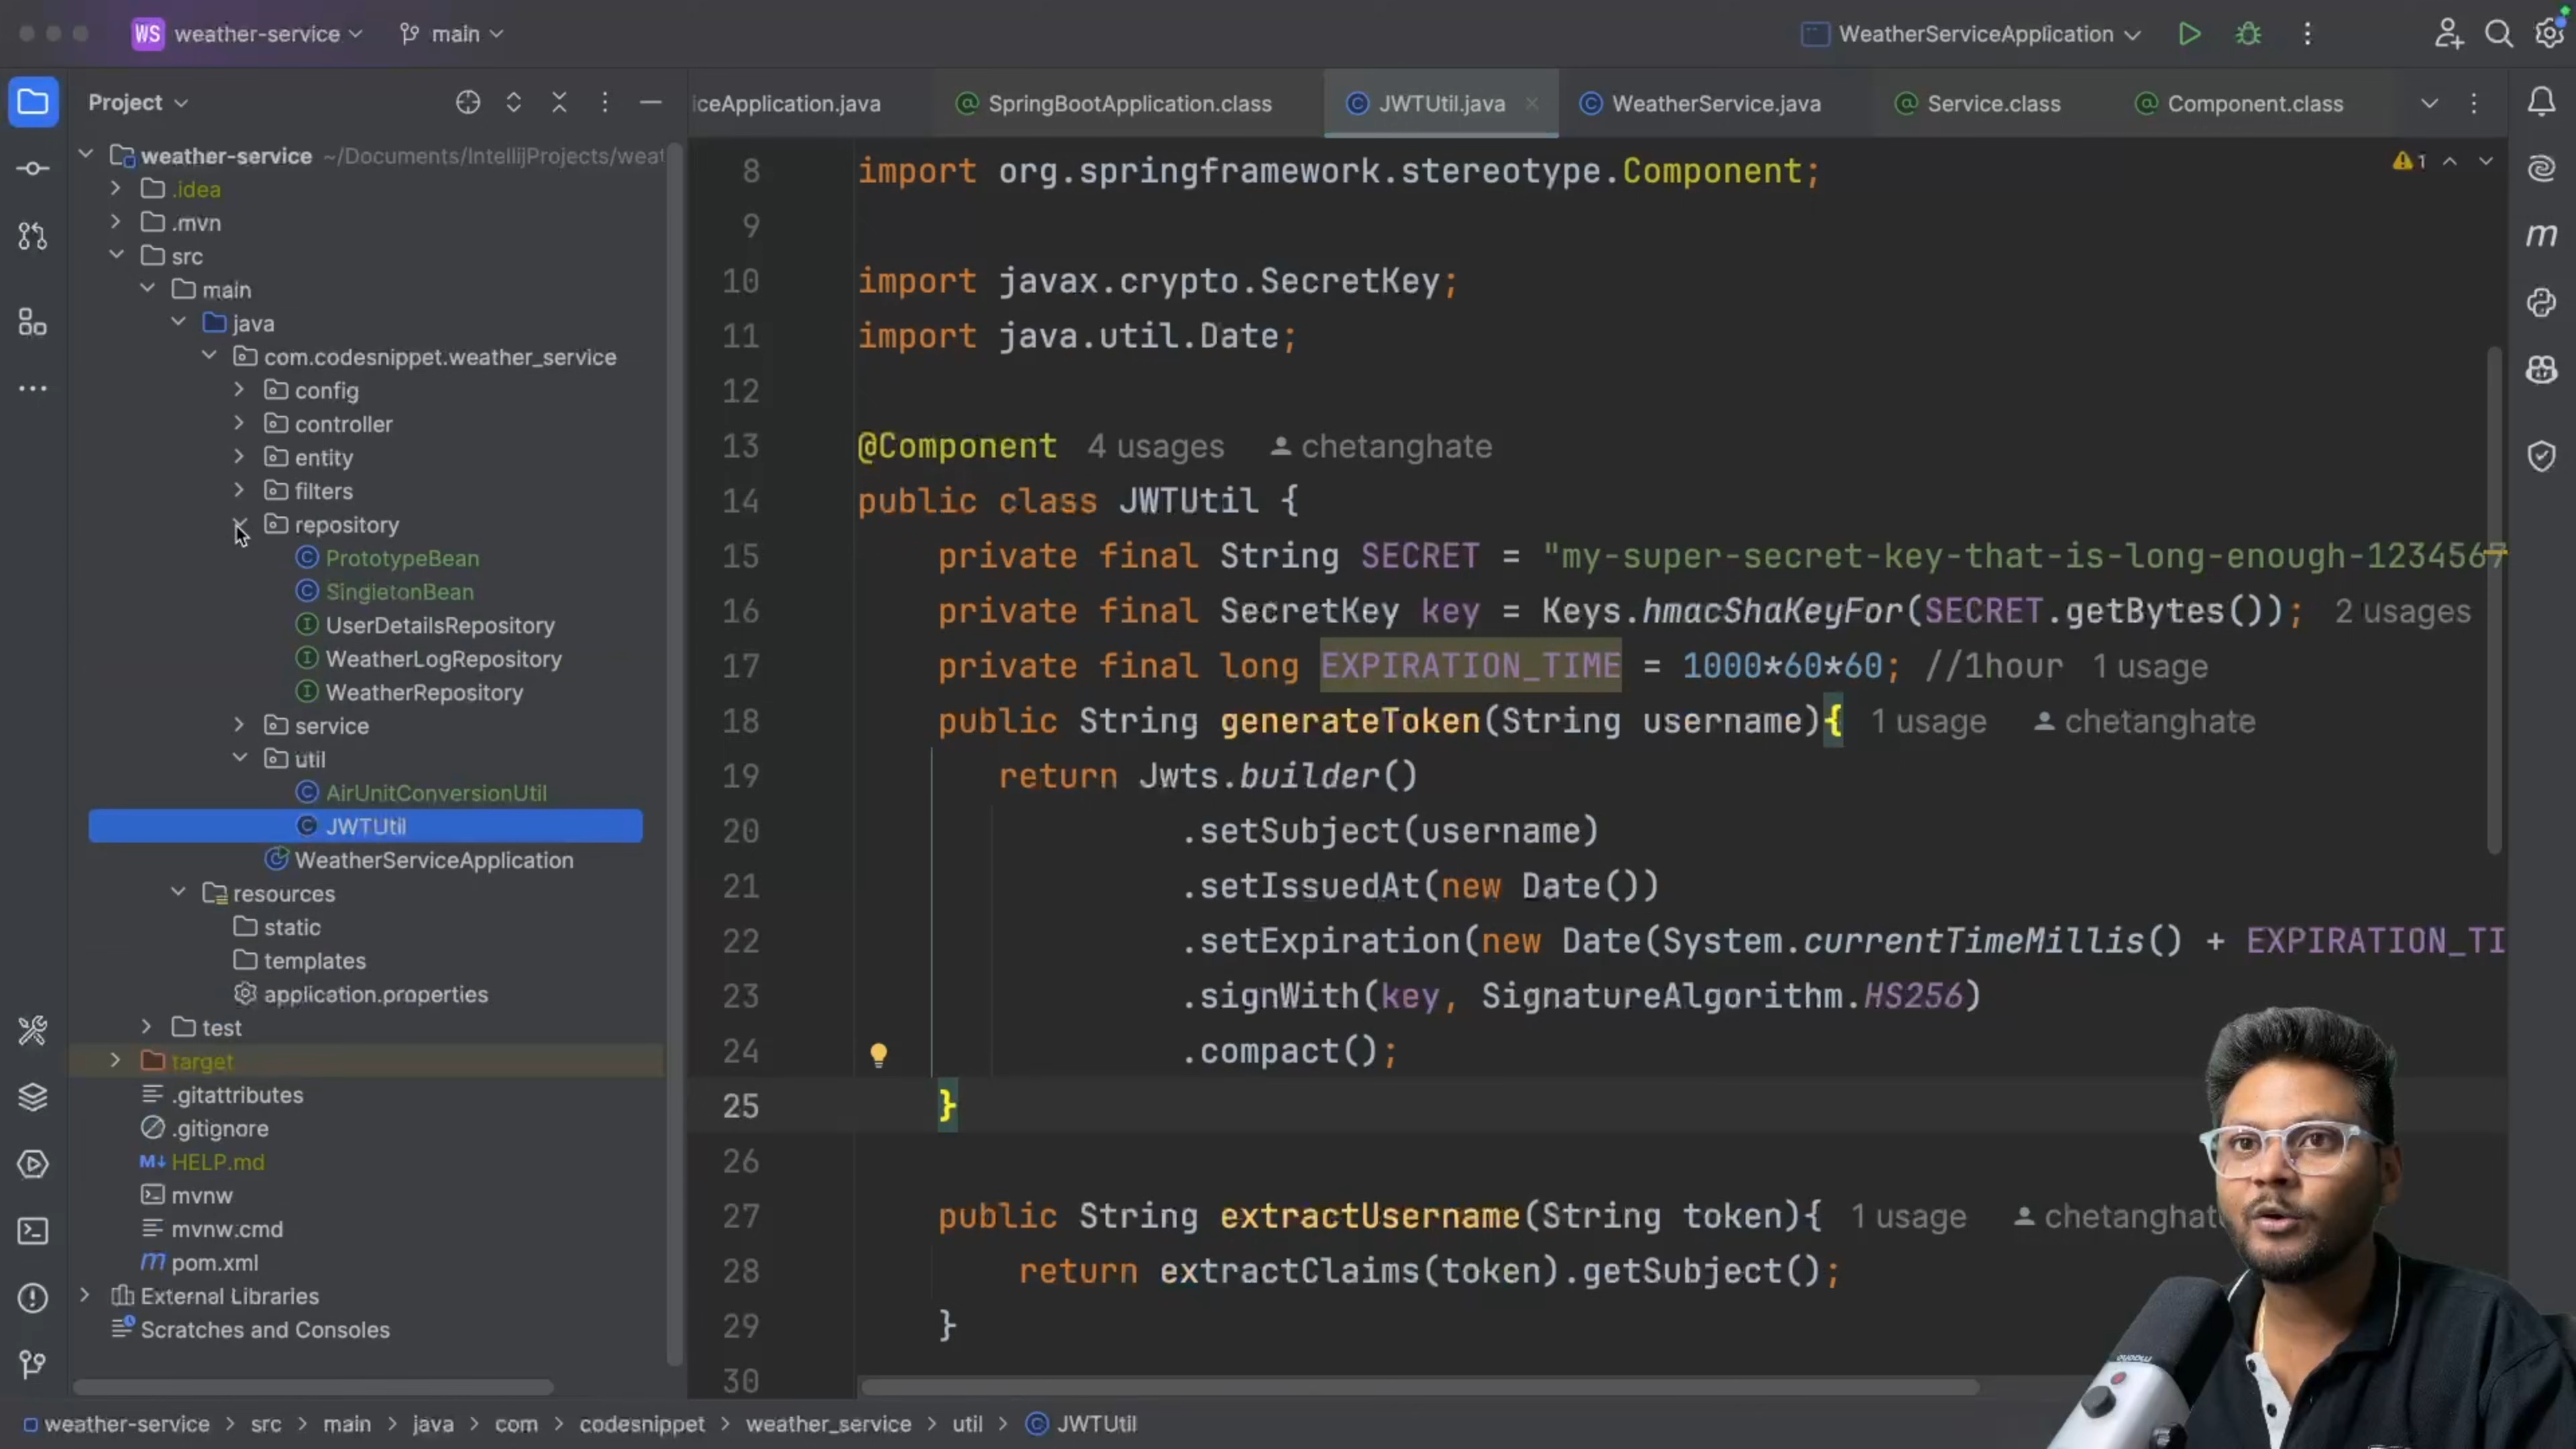 WS weather-service main WeatherServiceApplication
Project
iceApplication.java SpringBootApplication.class JWTUtil.java WeatherService.java Service.class Component.class
weather-service ~/Documents/IntellijProjects/weat
.idea
.mvn
src
main
java
com.codesnippet.weather_service
config
controller
entity
filters
repository
PrototypeBean
SingletonBean
UserDetailsRepository
WeatherLogRepository
WeatherRepository
service
util
AirUnitConversionUtil
JWTUtil
WeatherServiceApplication
resources
static
templates
application.properties
test
target
.gitattributes
.gitignore
M↓ HELP.md
mvnw
mvnw.cmd
m pom.xml
External Libraries
Scratches and Consoles
1
8 import org.springframework.stereotype.Component;
9
10 import javax.crypto.SecretKey;
11 import java.util.Date;
12
13 @Component 4 usages chetanghate
14 public class JWTUtil {
15 private final String SECRET = "my-super-secret-key-that-is-long-enough-1234567
16 private final SecretKey key = Keys.hmacShaKeyFor(SECRET.getBytes()); 2 usages
17 private final long EXPIRATION_TIME = 1000*60*60; //1hour 1 usage
18 public String generateToken(String username){ 1 usage chetanghate
19 return Jwts.builder()
20 .setSubject(username)
21 .setIssuedAt(new Date())
22 .setExpiration(new Date(System.currentTimeMillis() + EXPIRATION_TI
23 .signWith(key, SignatureAlgorithm.HS256)
24 .compact();
25 }
26
27 public String extractUsername(String token){ 1 usage chetanghat
28 return extractClaims(token).getSubject();
29 }
30
m
weather-service > src > main > java > com > codesnippet > weather_service > util > JWTUtil